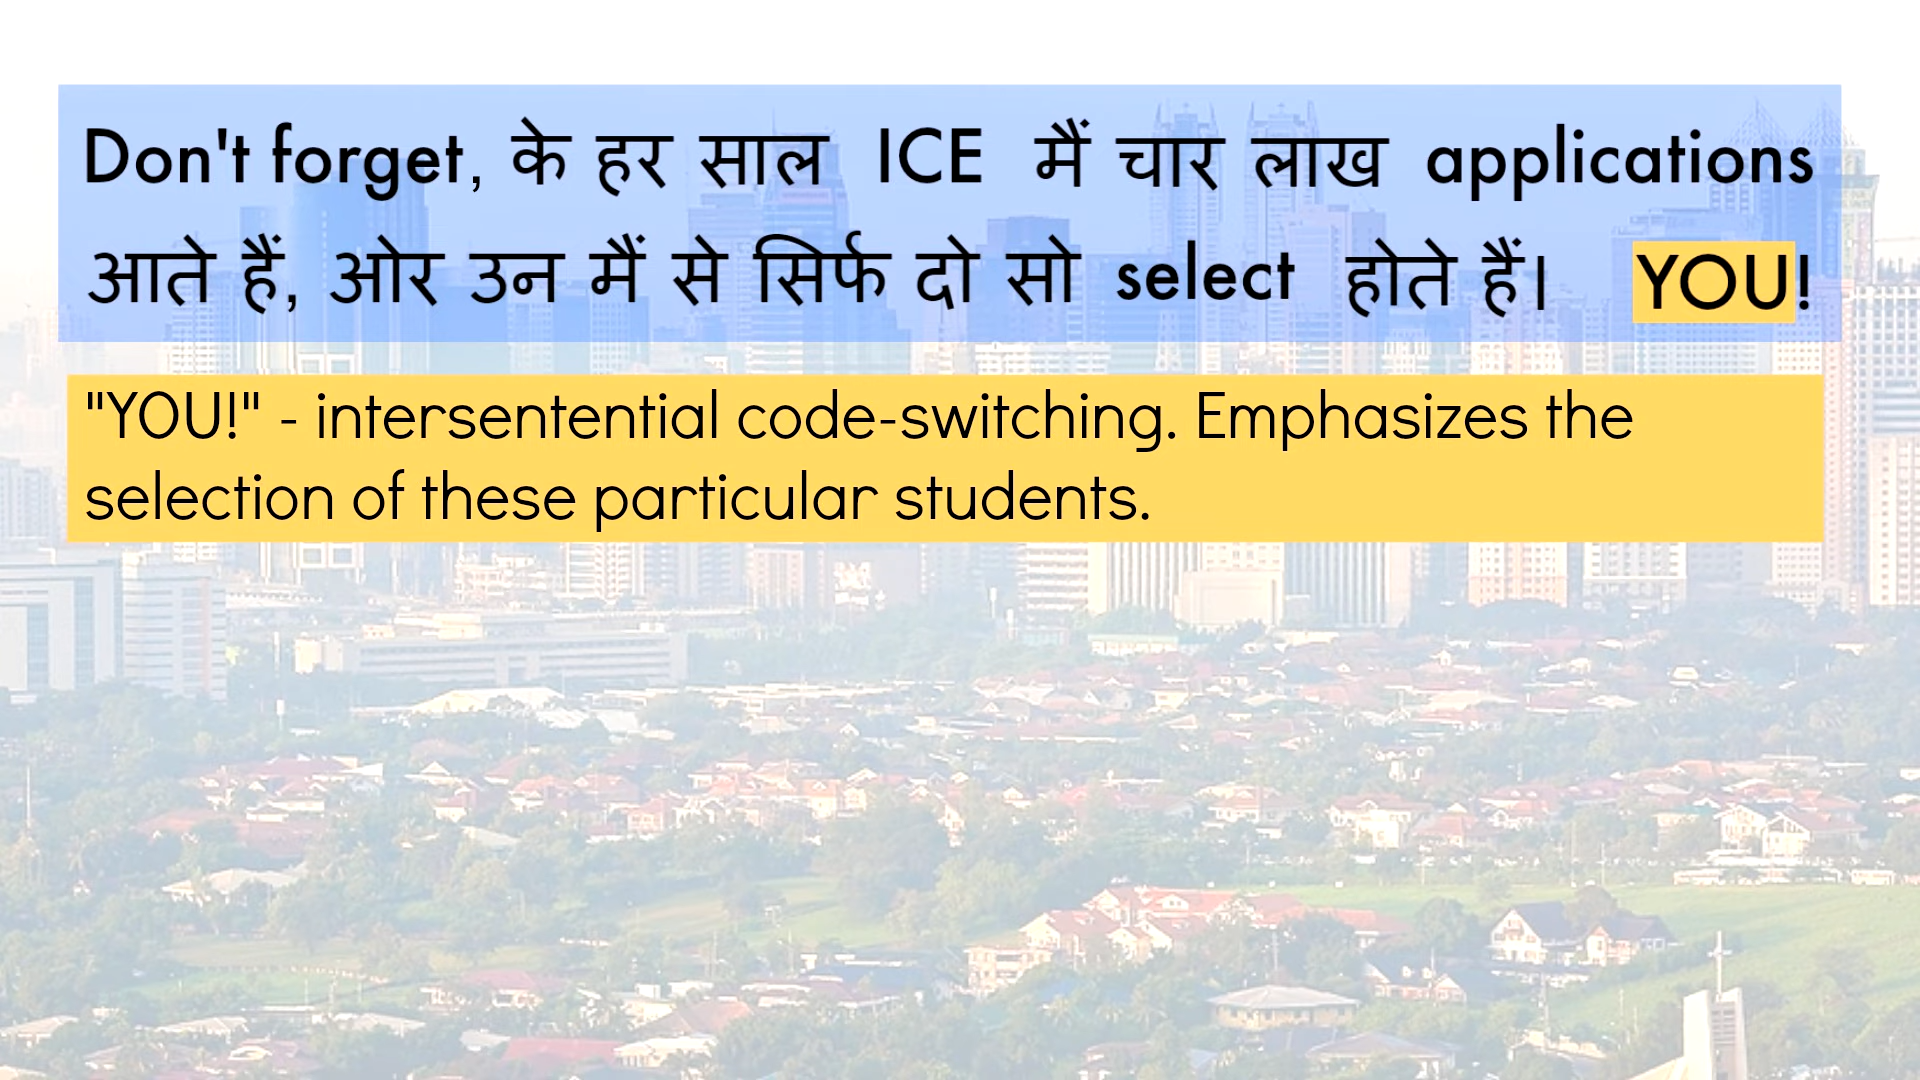 Don't forget, के हर साल ICE मैं चार लाख applications
आते हैं, ओर उन मैं से सिर्फ दो सो select होते हैं। YOU!
"YOU!" - intersentential code-switching. Emphasizes the
selection of these particular students.